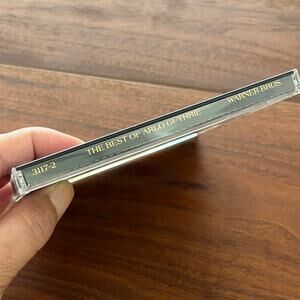 3117-2 THE BEST OF ARLO GUTHRIE WARNER BROS.